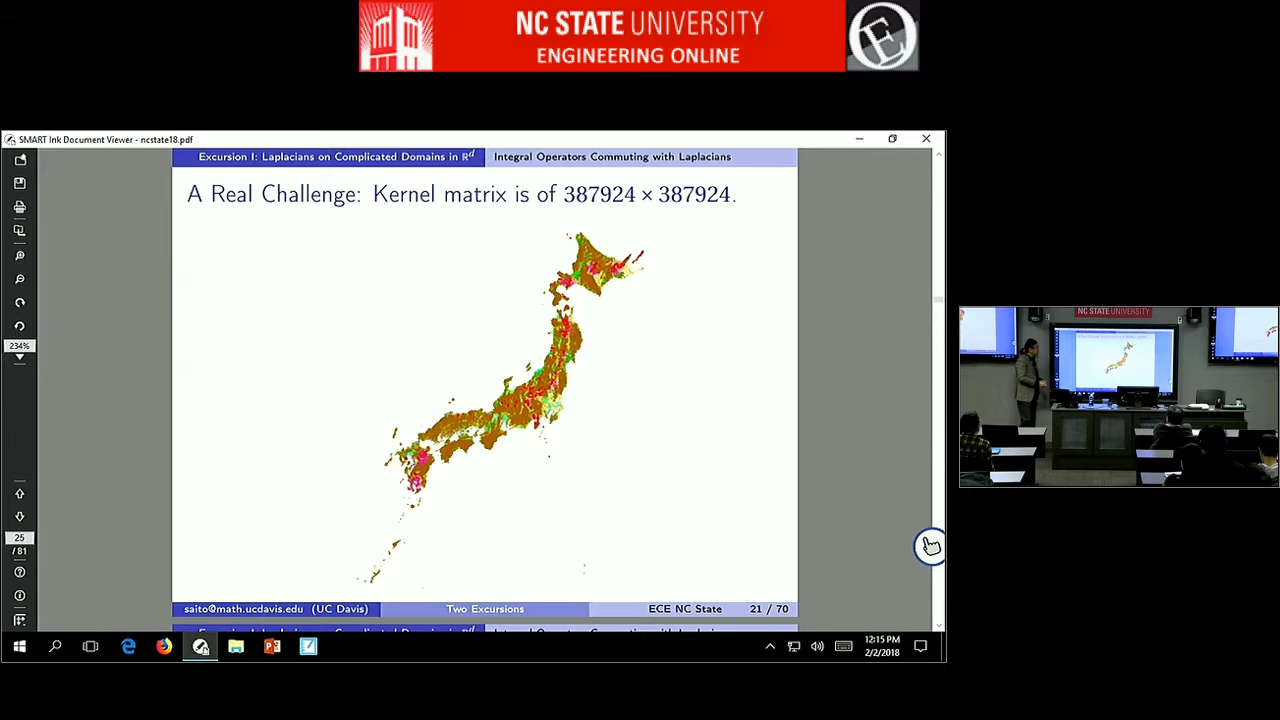 NC STATE UNIVERSITY
ENGINEERING ONLINE
SMART Ink Document Viewer - ncstate18.pdf
Excursion I: Laplacians on Complicated Domains in ℝᵈ
Integral Operators Commuting with Laplacians
A Real Challenge: Kernel matrix is of 387924 × 387924.
NC STATE UNIVERSITY
234%
25
/ 81
saito@math.ucdavis.edu (UC Davis)
Two Excursions
ECE NC State
21 / 70
12:15 PM
2/2/2018